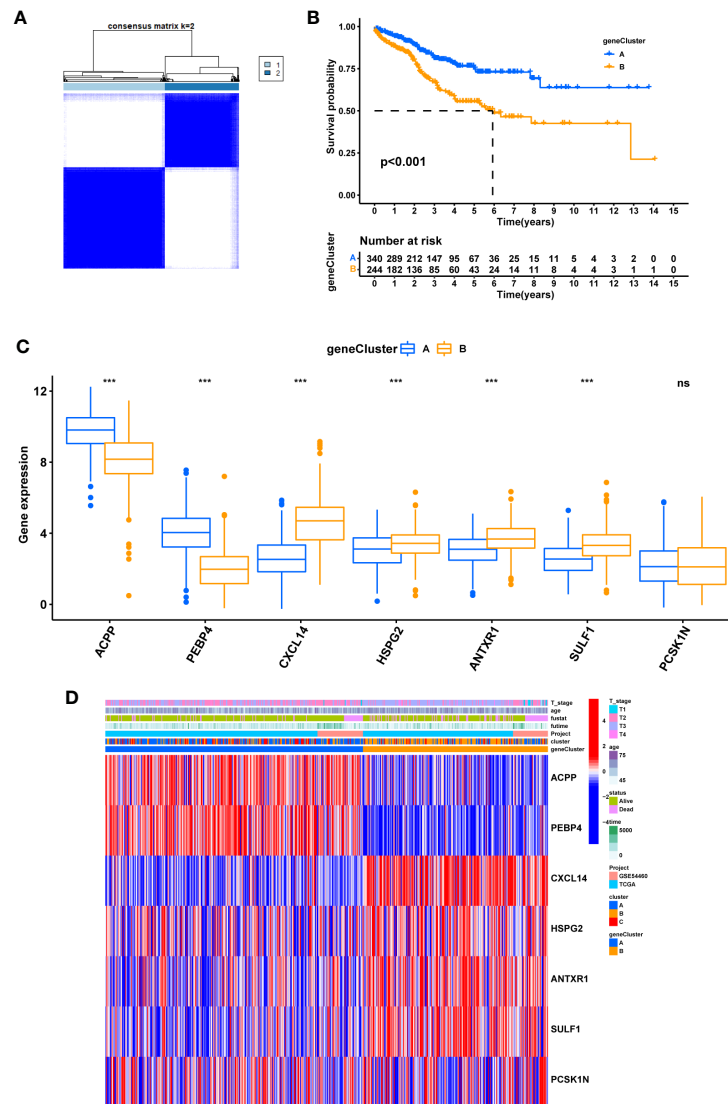 A
consensus matrix k=2
1
2
B
geneCluster
A
B
Survival probability
1.00
0.75
0.50
0.25
0.00
p<0.001
0 1 2 3 4 5 6 7 8 9 10 11 12 13 14 15
Time(years)
Number at risk
geneCluster
A 340 289 212 147 95 67 36 25 15 11 5 4 3 2 0 0
B 244 182 136 85 60 43 24 14 11 8 4 4 3 1 1 0
0 1 2 3 4 5 6 7 8 9 10 11 12 13 14 15
Time(years)
C
geneCluster A B
Gene expression
12
8
4
0
*** *** *** *** *** *** ns
ACPP
PEBP4
CXCL14
HSPG2
ANTXR1
SULF1
PCSK1N
D
T_stage
age
fustat
futime
Project
cluster
geneCluster
ACPP
PEBP4
CXCL14
HSPG2
ANTXR1
SULF1
PCSK1N
4
2
0
−2
−4
T_stage
T1
T2
T3
T4
age
75
45
status
Alive
Dead
time
5000
0
Project
GSE54460
TCGA
cluster
A
B
C
geneCluster
A
B